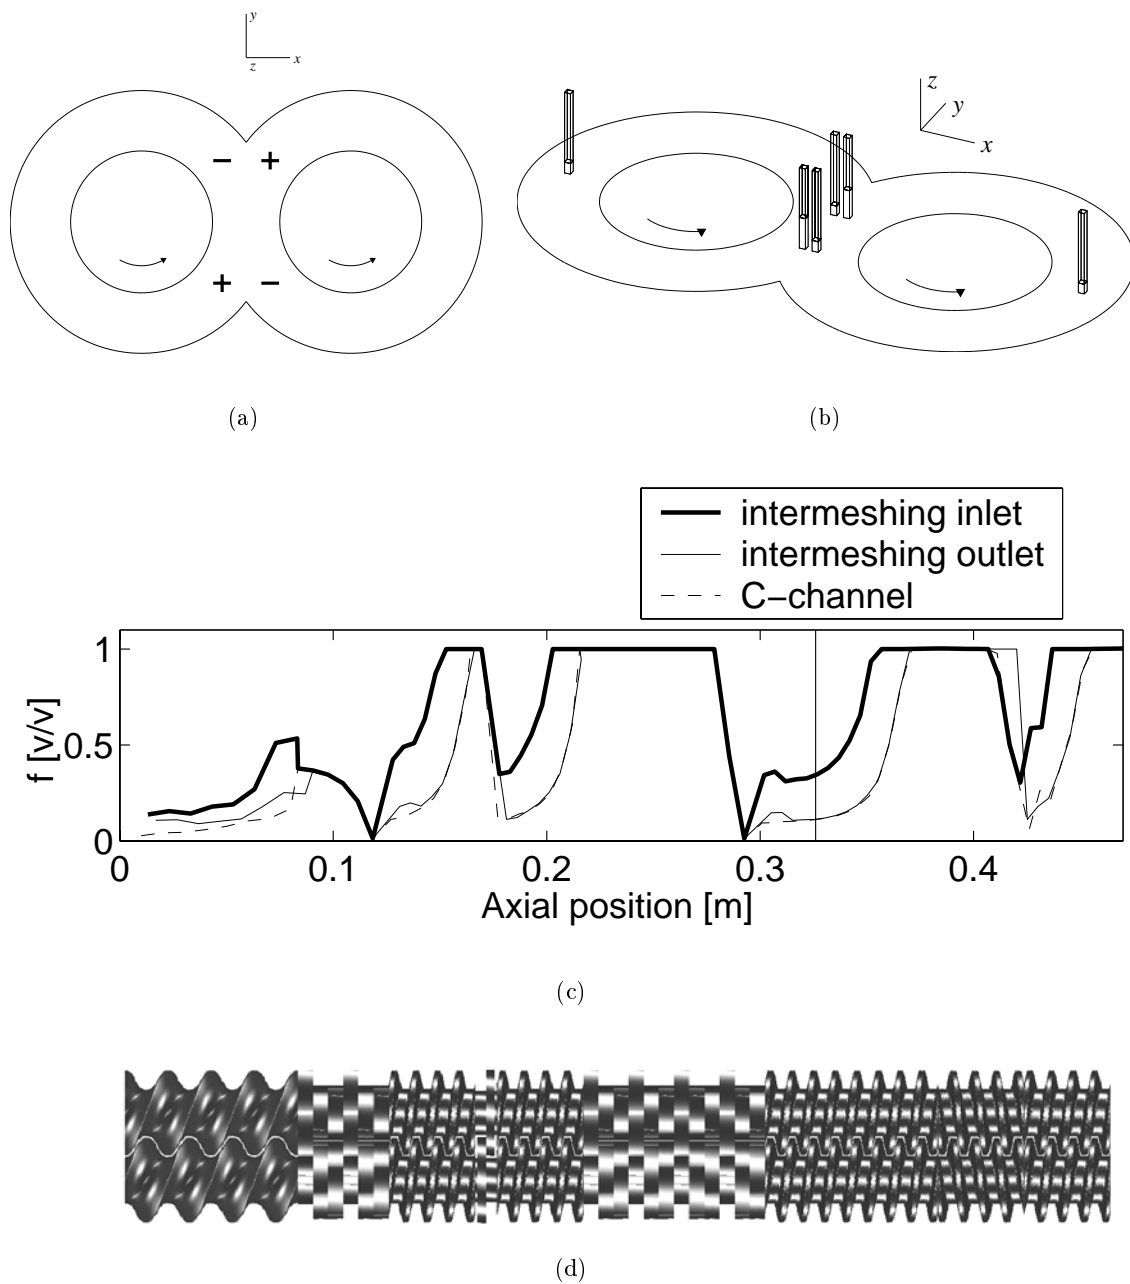 y
x
z
− +
+ −
(a)
z
y
x
(b)
intermeshing inlet
intermeshing outlet
C−channel
1
0.5
0
f [v/v]
0 0.1 0.2 0.3 0.4
Axial position [m]
(c)
(d)